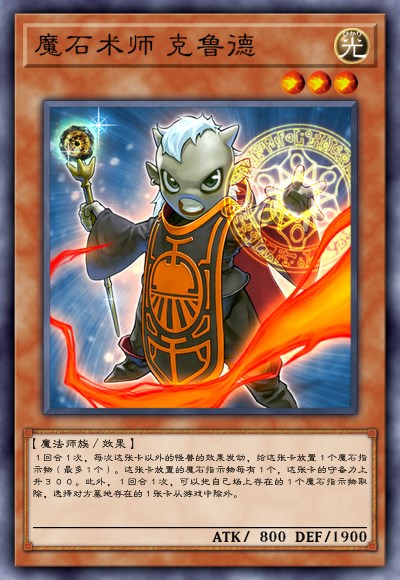 魔石术师 克鲁德
光
【魔法师族／效果】
1回合1次，每次这张卡以外的怪兽的效果发动，给这张卡放置1个魔石指
示物（最多1个）。这张卡放置的魔石指示物每有1个，这张卡的守备力上
升300。此外，1回合1次，可以把自己场上存在的1个魔石指示物取
除，选择对方墓地存在的1张卡从游戏中除外。
ATK/ 800 DEF/1900